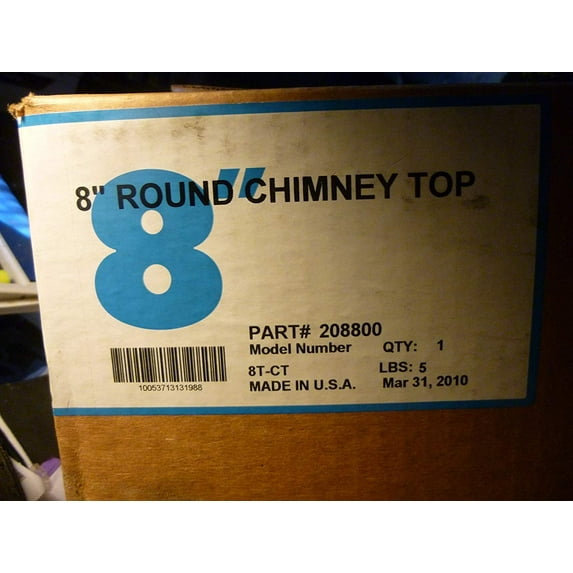 8"
8" ROUND CHIMNEY TOP
PART# 208800
Model Number QTY: 1
8T-CT LBS: 5
MADE IN U.S.A. Mar 31, 2010
10053713131988